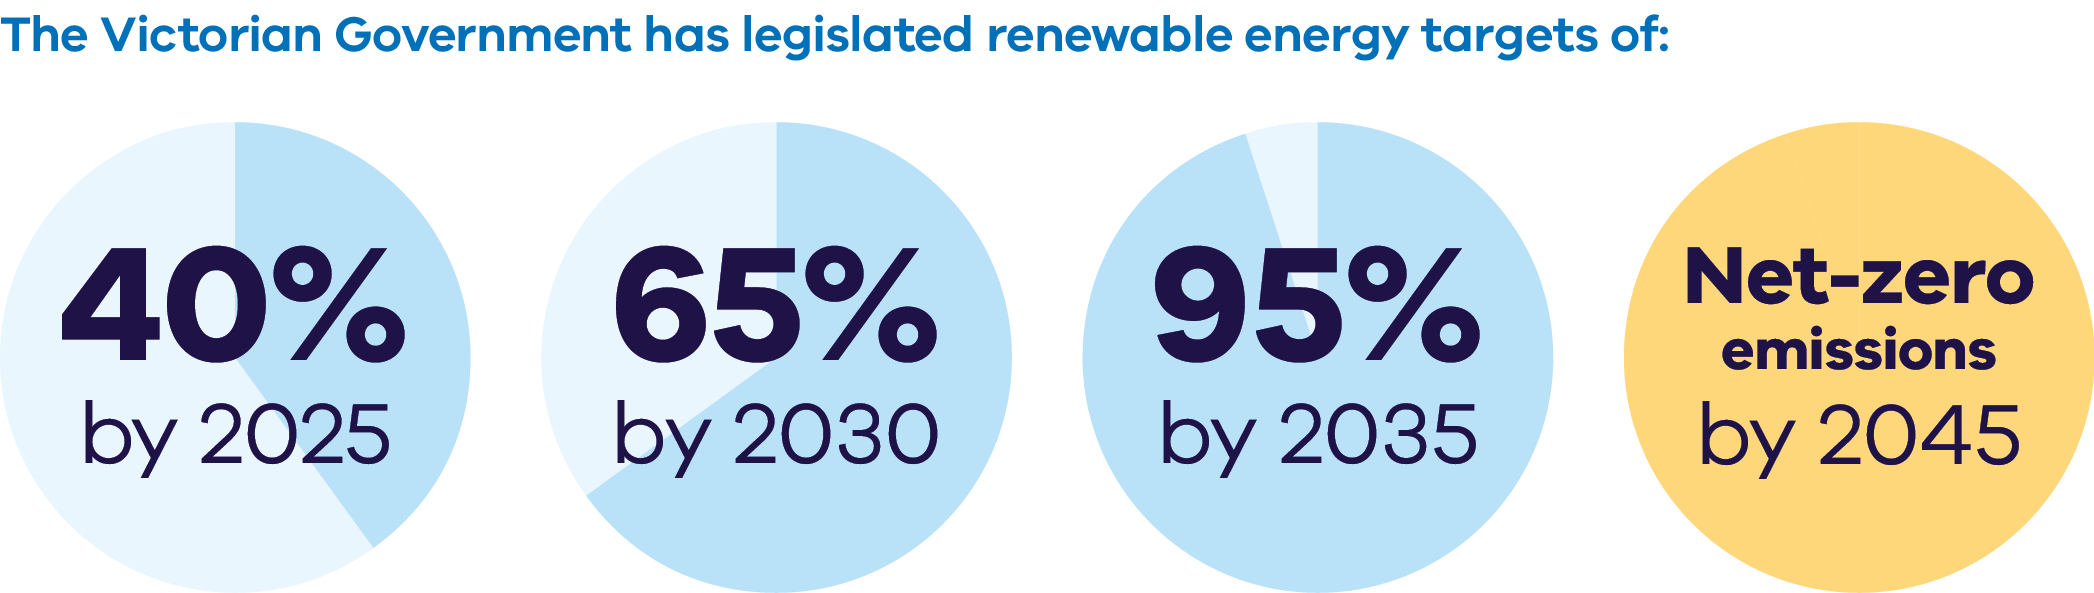 The Victorian Government has legislated renewable energy targets of:
40%
by 2025
65%
by 2030
95%
by 2035
Net-zero
emissions
by 2045